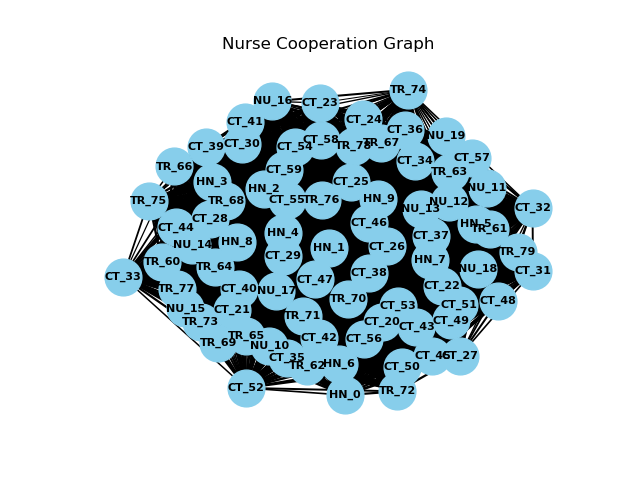 Nurse Cooperation Graph
TR_74
NU_16
CT_23
CT_24
CT_41
CT_36
NU_19
CT_58
CT_30
TR_67
CT_39
CT_54
TR_78
CT_57
CT_34
TR_66
CT_59
TR_63
HN_3
CT_25
HN_2
NU_11
TR_75
TR_68
CT_55
TR_76
HN_9
NU_12
NU_13
CT_32
CT_28
CT_46
HN_5
CT_44
TR_61
HN_4
CT_37
HN_8
NU_14
HN_1
CT_26
TR_79
CT_29
HN_7
TR_60
TR_64
NU_18
CT_31
CT_33
CT_38
CT_47
CT_22
TR_77
CT_40
NU_17
TR_70
CT_48
CT_53
CT_51
NU_15
CT_21
TR_71
CT_20
CT_49
TR_73
CT_43
TR_65
CT_42
CT_56
TR_69
NU_10
CT_45
CT_27
CT_35
HN_6
TR_62
CT_50
CT_52
TR_72
HN_0